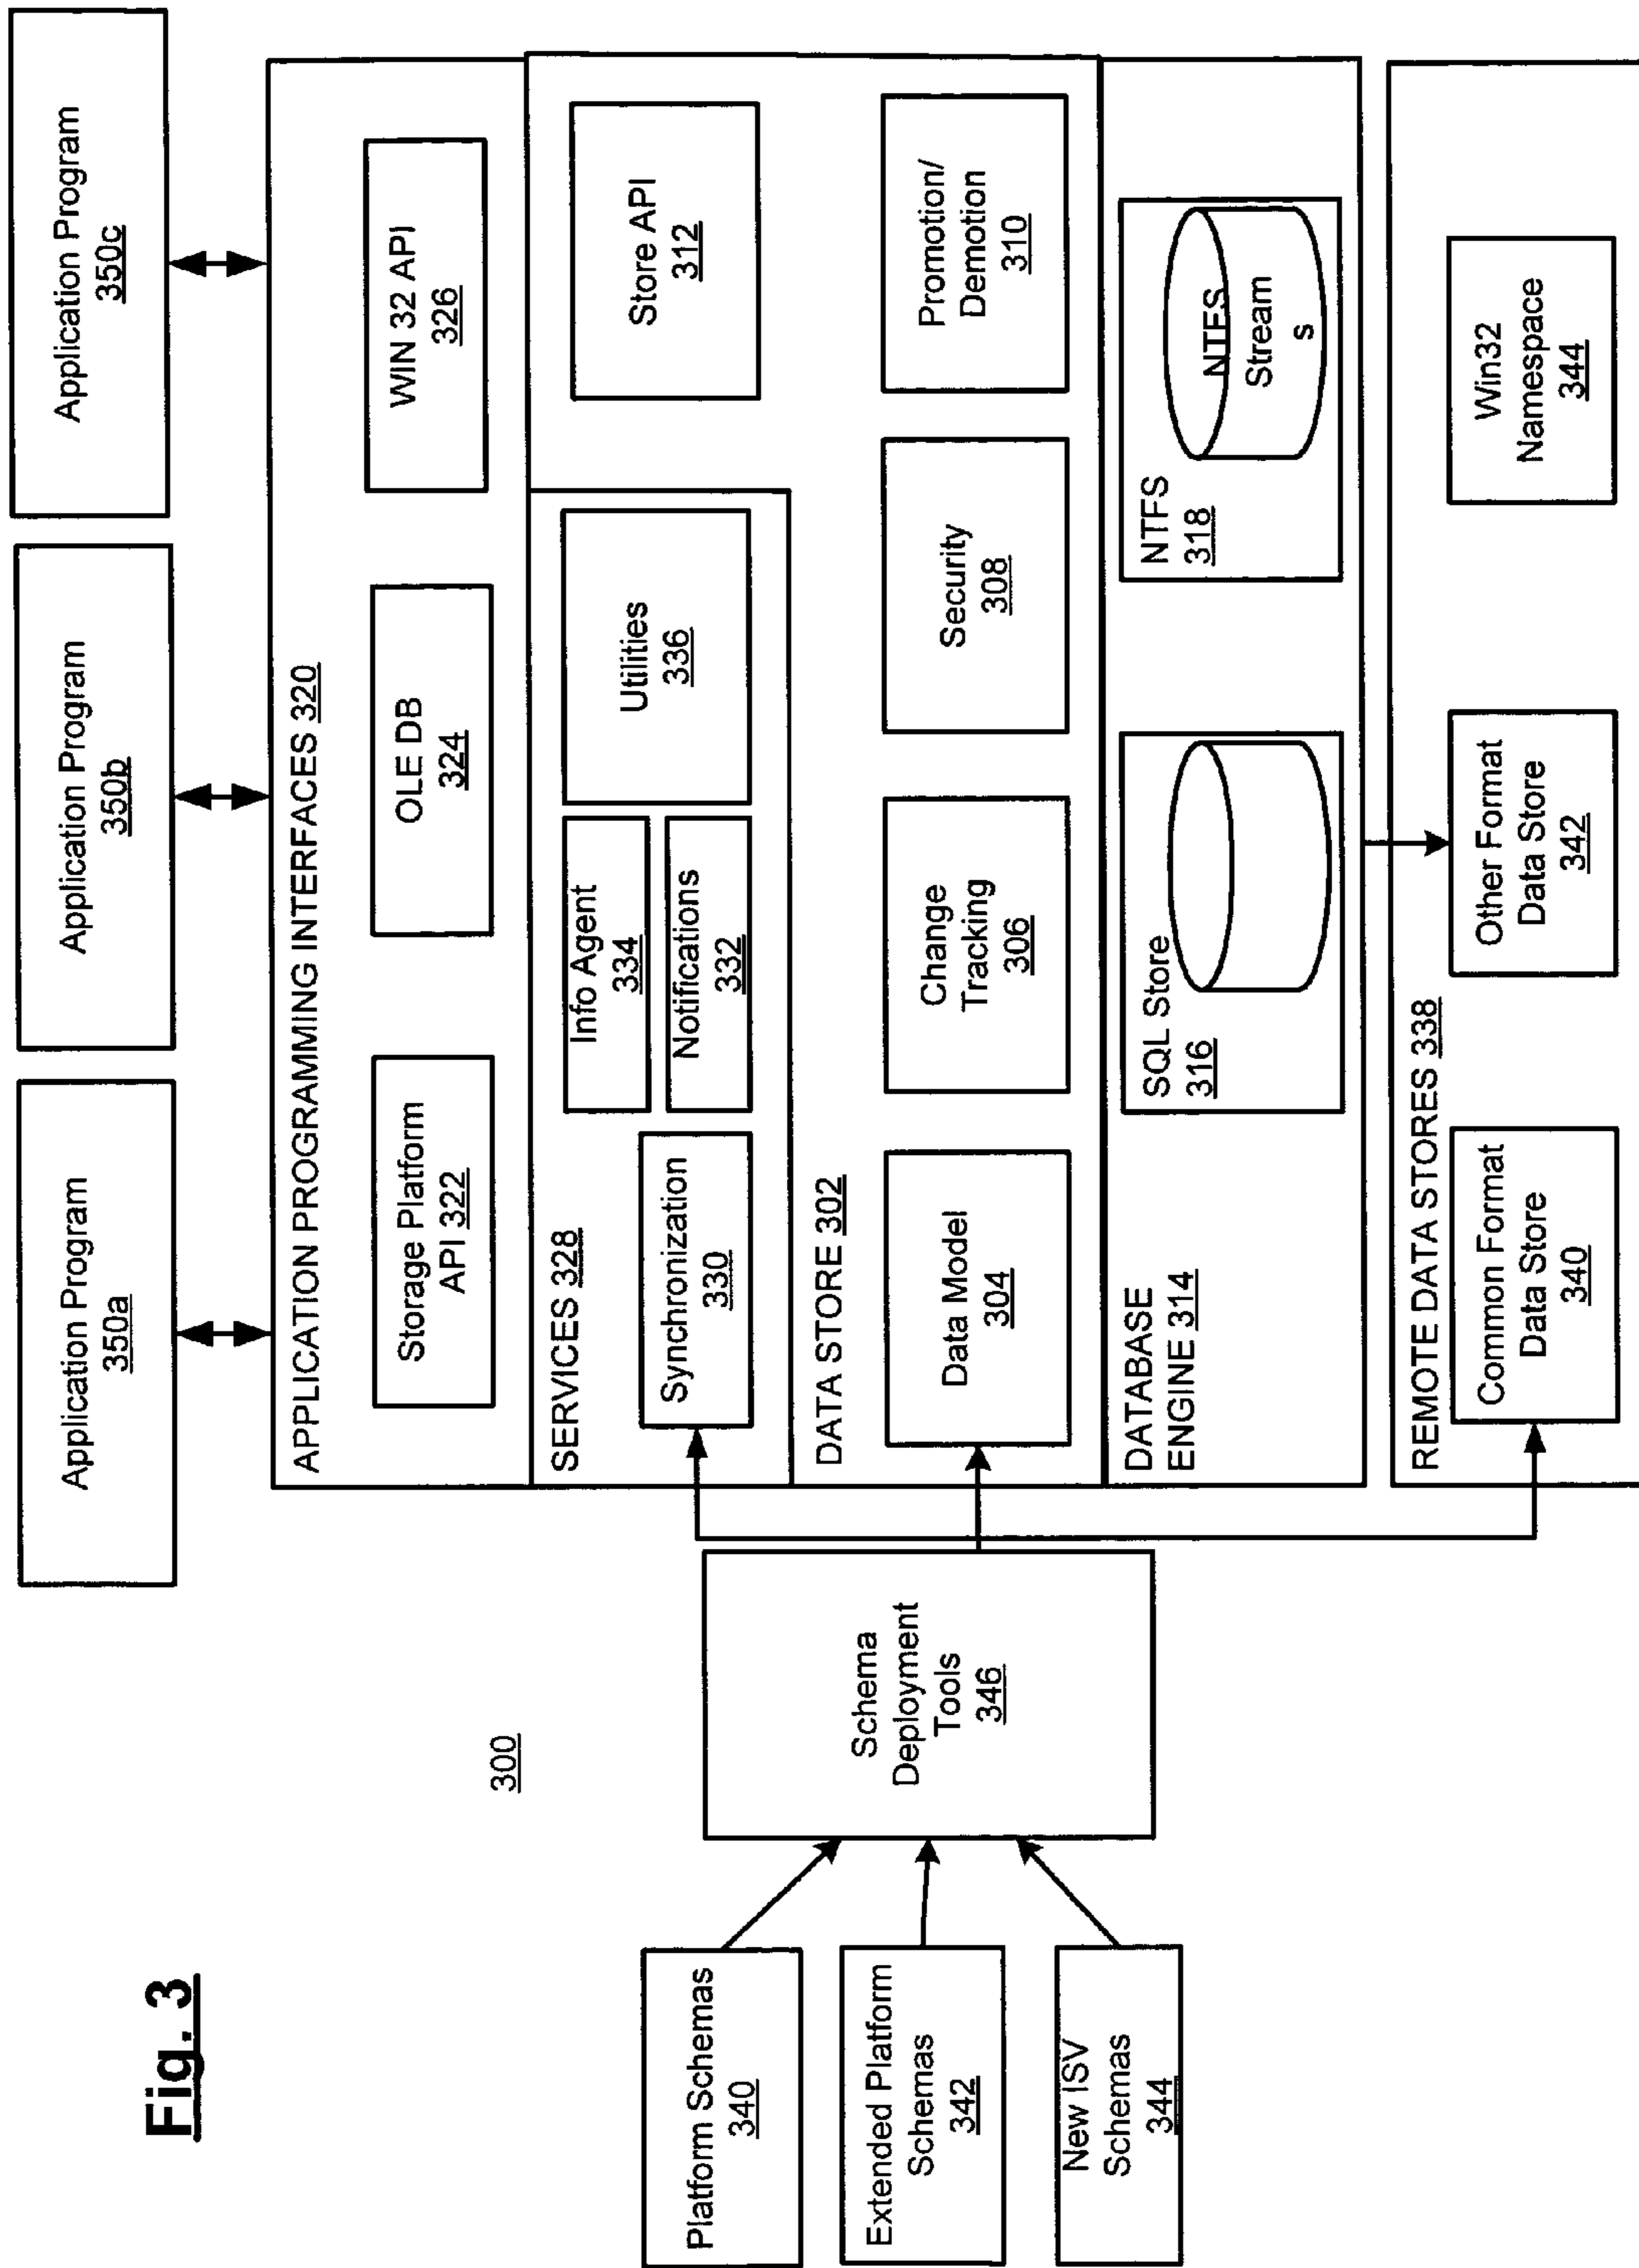 Fig. 3
300
Application Program
350a
Application Program
350b
Application Program
350c
APPLICATION PROGRAMMING INTERFACES 320
Storage Platform
API 322
OLE DB
324
WIN 32 API
326
SERVICES 328
Synchronization
330
Info Agent
334
Notifications
332
Utilities
336
Store API
312
DATA STORE 302
Data Model
304
Change
Tracking
306
Security
308
Promotion/
Demotion
310
DATABASE
ENGINE 314
SQL Store
316
NTFS
318
NTFS
Stream
s
REMOTE DATA STORES 338
Common Format
Data Store
340
Other Format
Data Store
342
Win32
Namespace
344
Schema
Deployment
Tools
346
Platform Schemas
340
Extended Platform
Schemas
342
New ISV
Schemas
344